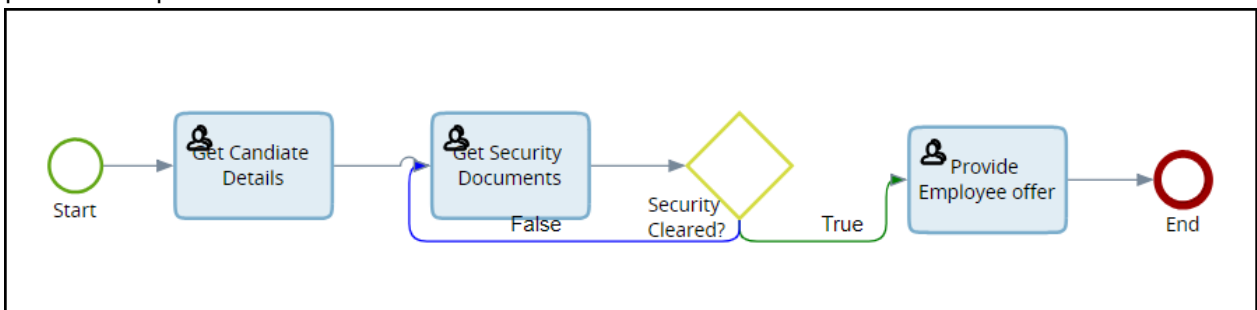 Start
Get Candiate
Details
Get Security
Documents
False
Security
Cleared?
True
Provide
Employee offer
End